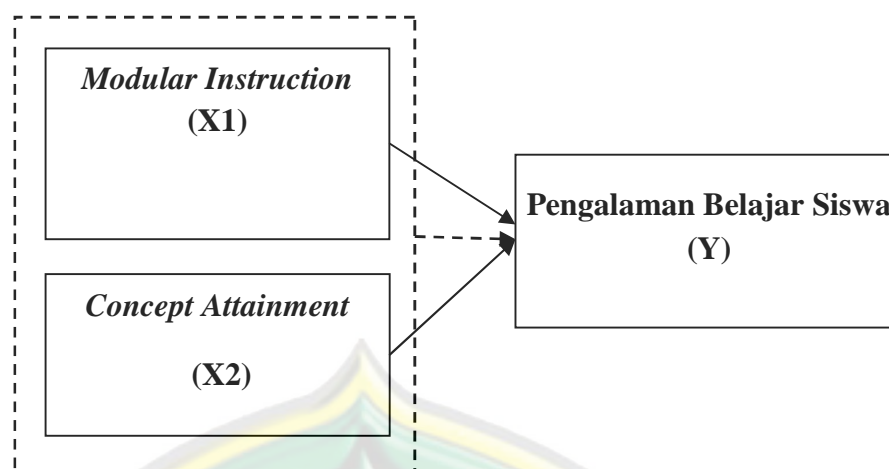 Modular Instruction
(X1)
Pengalaman Belajar Siswa
(Y)
Concept Attainment
(X2)